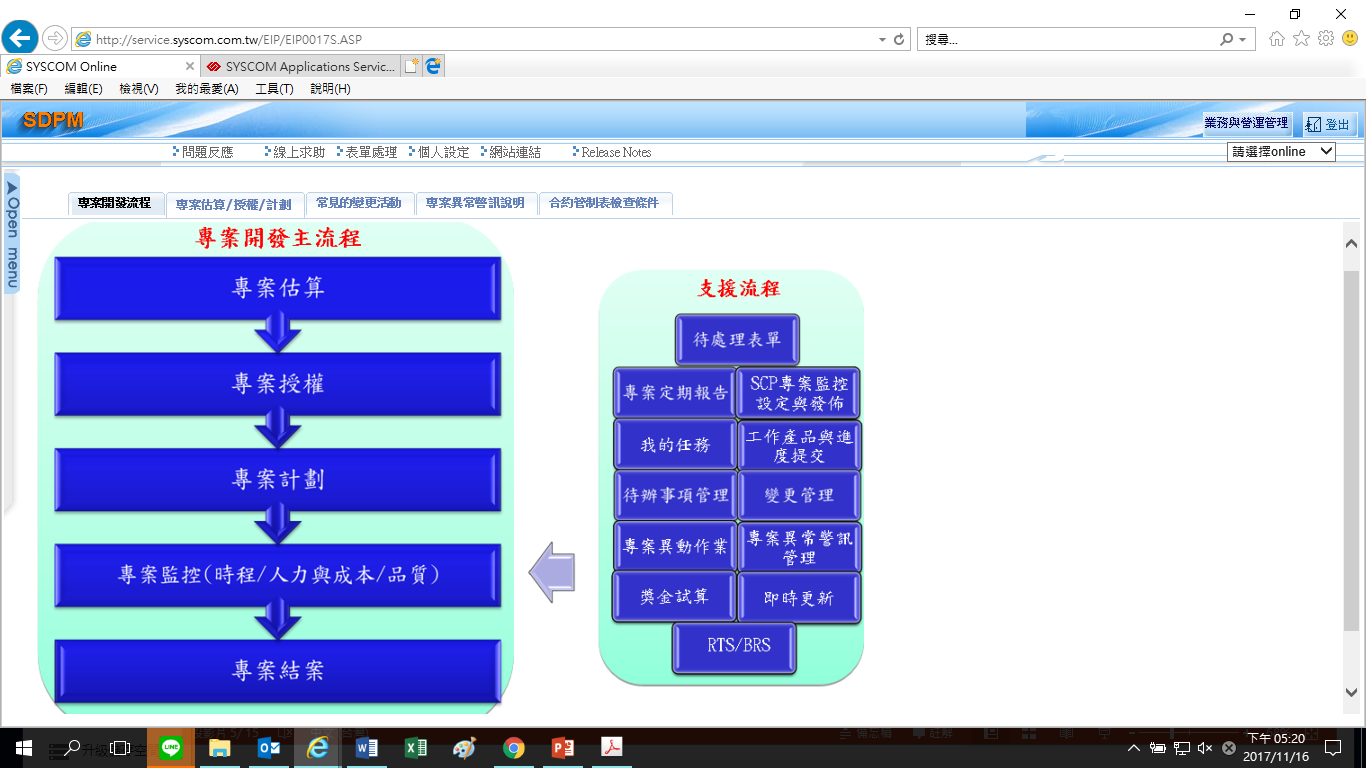 http://service.syscom.com.tw/EIP/EIP0017S.ASP
搜尋...
SYSCOM Online
SYSCOM Applications Servic...
檔案(F) 編輯(E) 檢視(V) 我的最愛(A) 工具(T) 說明(H)
SDPM
業務與營運管理
登出
問題反應 線上求助 表單處理 個人設定 網站連結 Release Notes
請選擇online
Open menu
專案開發流程 專案估算/授權/計劃 常見的變更活動 專案異常警訊說明 合約管制表檢查條件
專案開發主流程
專案估算
專案授權
專案計劃
專案監控(時程/人力與成本/品質)
專案結案
支援流程
待處理表單
專案定期報告
SCP專案監控
設定與發佈
我的任務
工作產品與進
度提交
待辦事項管理
變更管理
專案異動作業
專案異常警訊
管理
獎金試算
即時更新
RTS/BRS
LINE
下午 05:20
2017/11/16